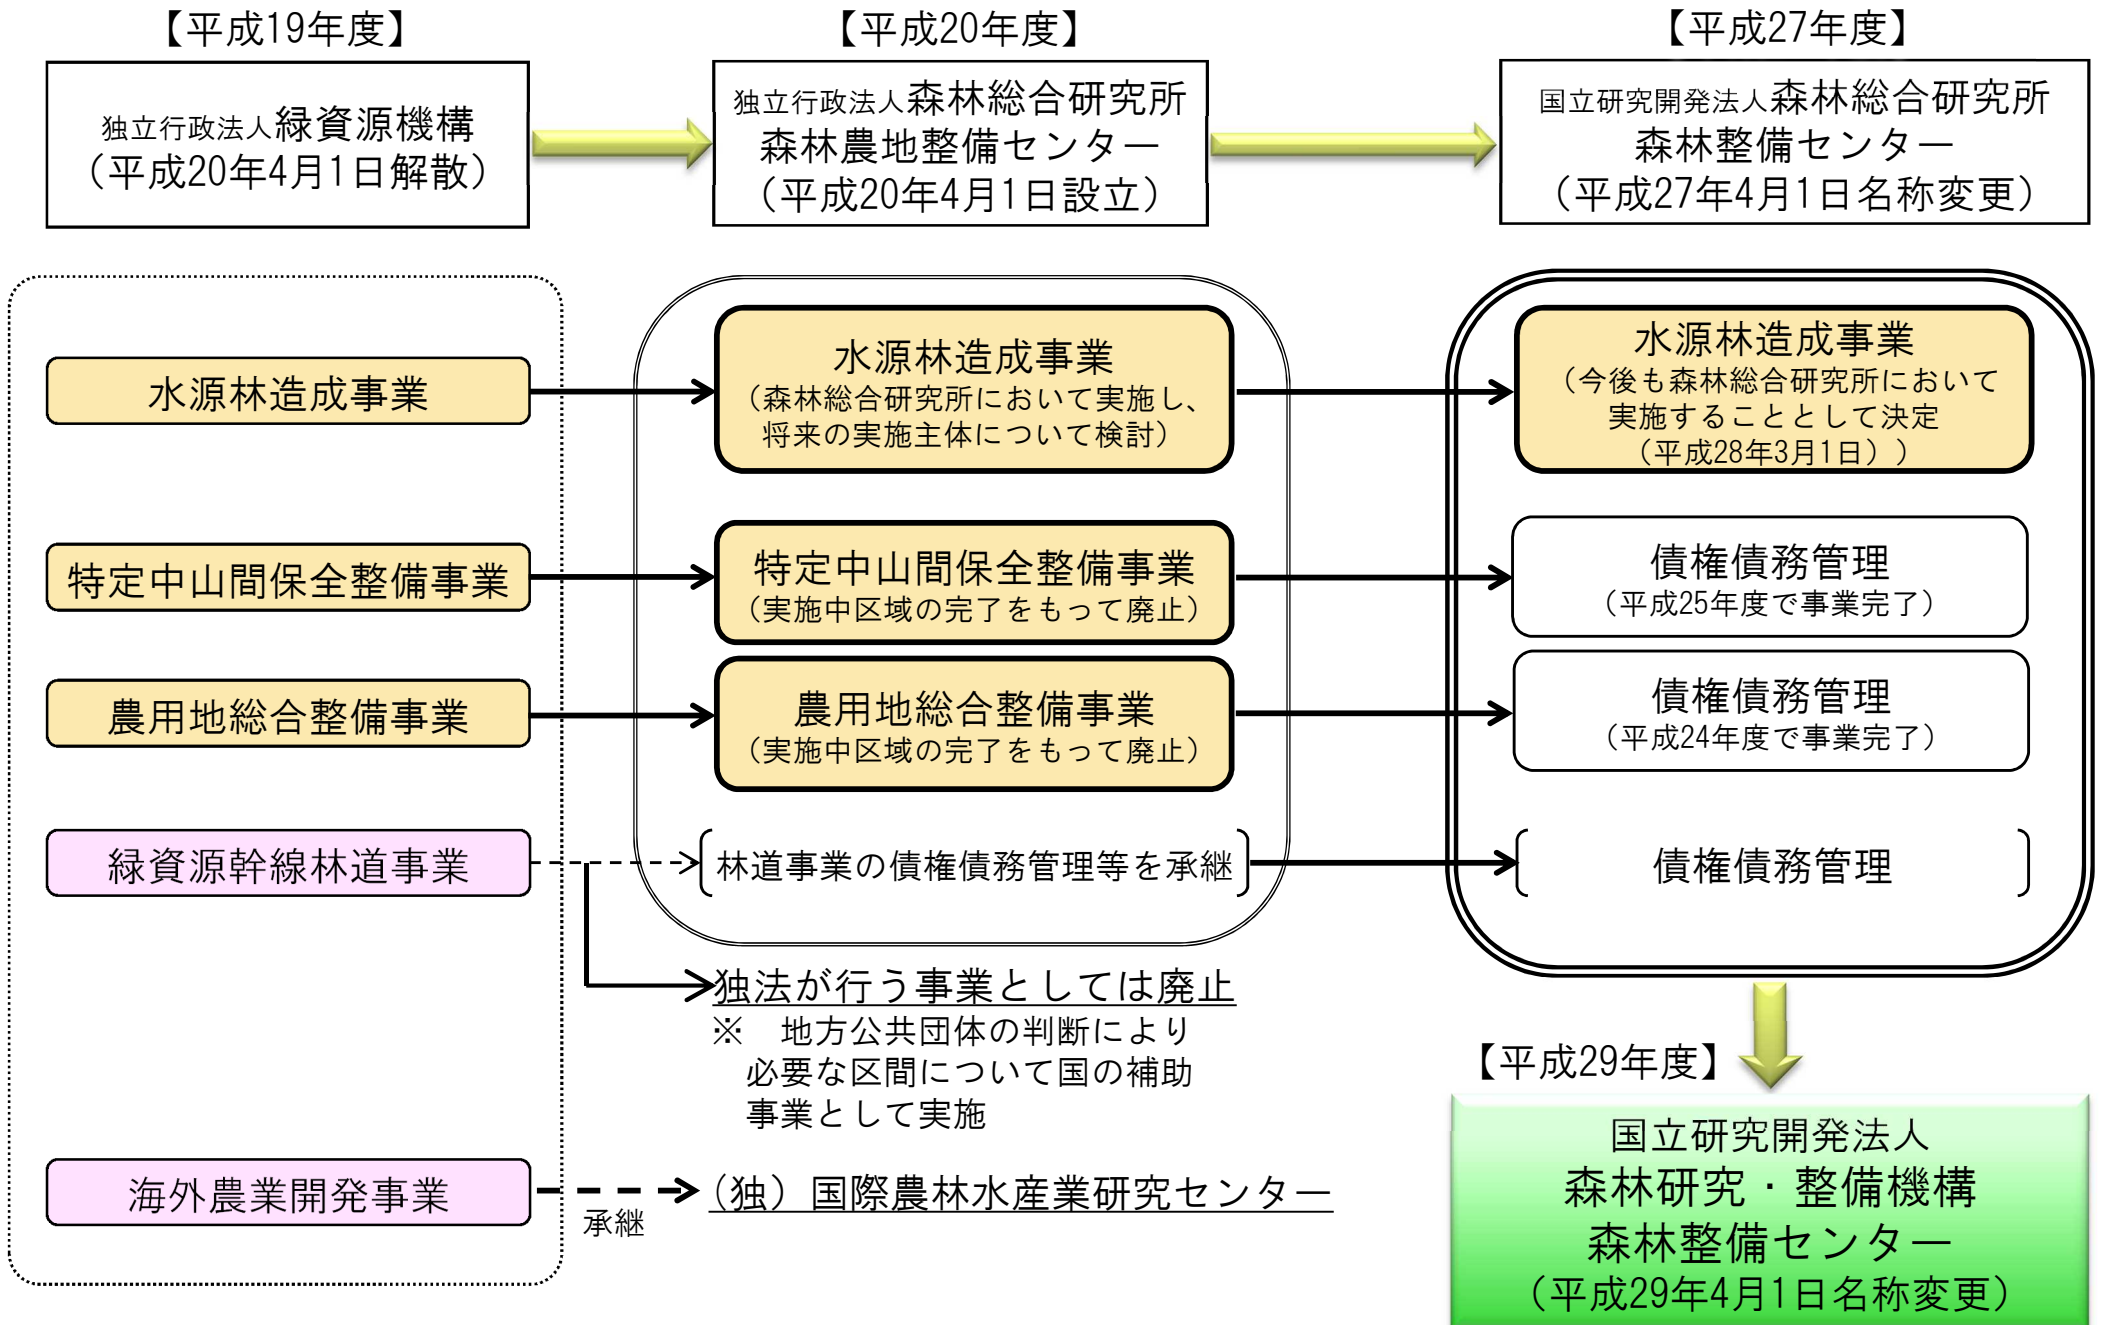 【平成19年度】
独立行政法人緑資源機構
（平成20年4月1日解散）
【平成20年度】
独立行政法人森林総合研究所
森林農地整備センター
（平成20年4月1日設立）
【平成27年度】
国立研究開発法人森林総合研究所
森林整備センター
（平成27年4月1日名称変更）
水源林造成事業
水源林造成事業
（森林総合研究所において実施し、
将来の実施主体について検討）
水源林造成事業
（今後も森林総合研究所において
実施することとして決定
（平成28年3月1日））
特定中山間保全整備事業
特定中山間保全整備事業
（実施中区域の完了をもって廃止）
債権債務管理
（平成25年度で事業完了）
農用地総合整備事業
農用地総合整備事業
（実施中区域の完了をもって廃止）
債権債務管理
（平成24年度で事業完了）
緑資源幹線林道事業
林道事業の債権債務管理等を承継
債権債務管理
独法が行う事業としては廃止
※　地方公共団体の判断により
必要な区間について国の補助
事業として実施
海外農業開発事業
承継
（独）国際農林水産業研究センター
【平成29年度】
国立研究開発法人
森林研究・整備機構
森林整備センター
（平成29年4月1日名称変更）